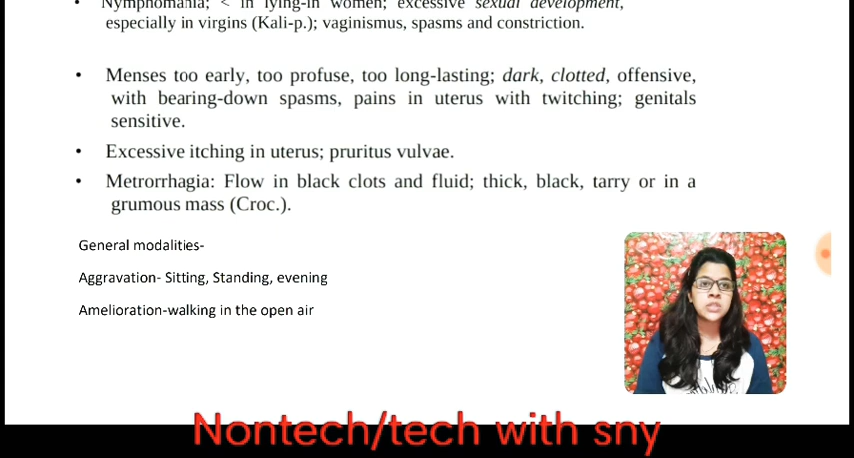 • Nymphomania; < in lying-in women; excessive sexual development,
especially in virgins (Kali-p.); vaginismus, spasms and constriction.
• Menses too early, too profuse, too long-lasting; dark, clotted, offensive,
with bearing-down spasms, pains in uterus with twitching; genitals
sensitive.
• Excessive itching in uterus; pruritus vulvae.
• Metrorrhagia: Flow in black clots and fluid; thick, black, tarry or in a
grumous mass (Croc.).
General modalities-
Aggravation- Sitting, Standing, evening
Amelioration-walking in the open air
Nontech/tech with sny